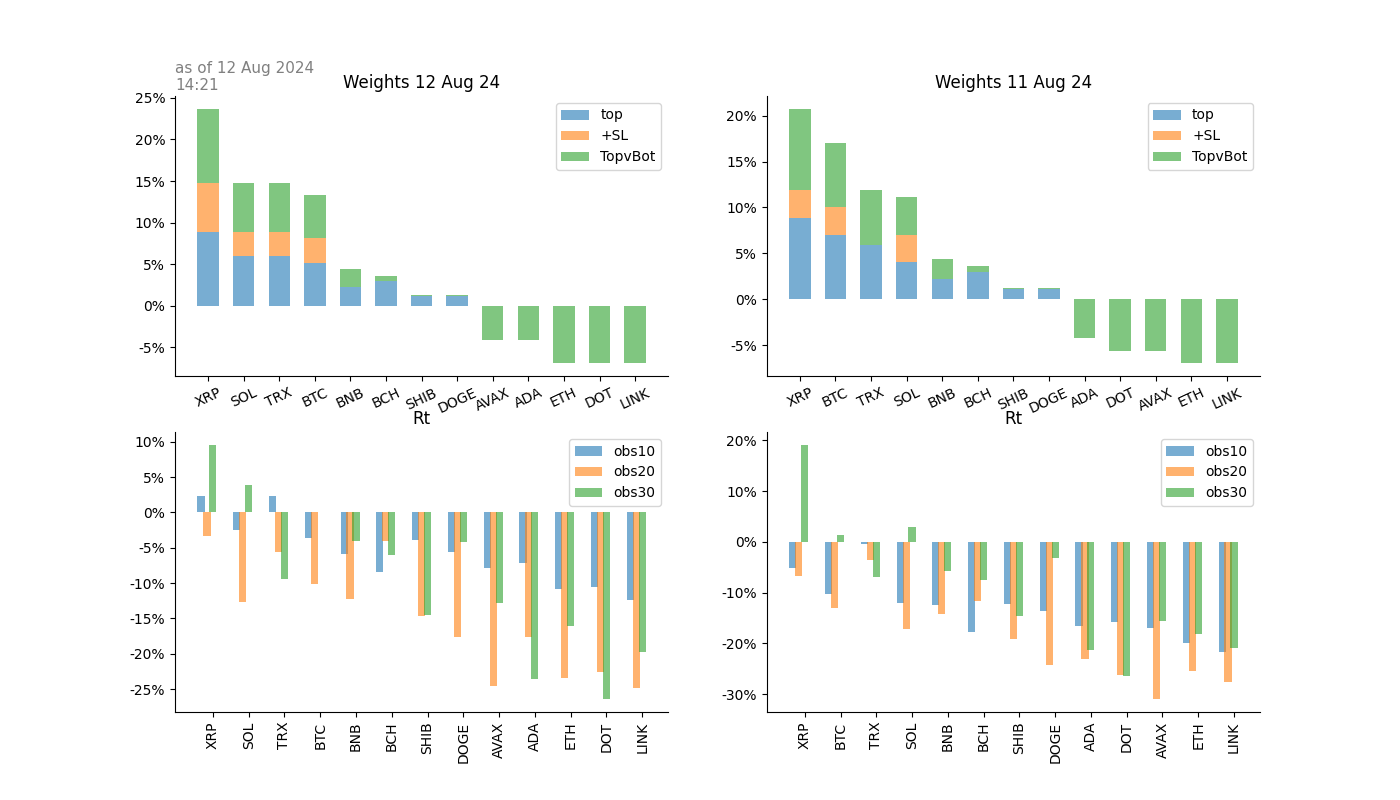 as of 12 Aug 2024
14:21
Weights 12 Aug 24
25%
20%
15%
10%
5%
0%
-5%
top
+SL
TopvBot
XRP SOL TRX BTC BNB BCH SHIB DOGE AVAX ADA ETH DOT LINK
Weights 11 Aug 24
20%
15%
10%
5%
0%
-5%
top
+SL
TopvBot
XRP BTC TRX SOL BNB BCH SHIB DOGE ADA DOT AVAX ETH LINK
Rt
10%
5%
0%
-5%
-10%
-15%
-20%
-25%
obs10
obs20
obs30
XRP SOL TRX BTC BNB BCH SHIB DOGE AVAX ADA ETH DOT LINK
Rt
20%
10%
0%
-10%
-20%
-30%
obs10
obs20
obs30
XRP BTC TRX SOL BNB BCH SHIB DOGE ADA DOT AVAX ETH LINK